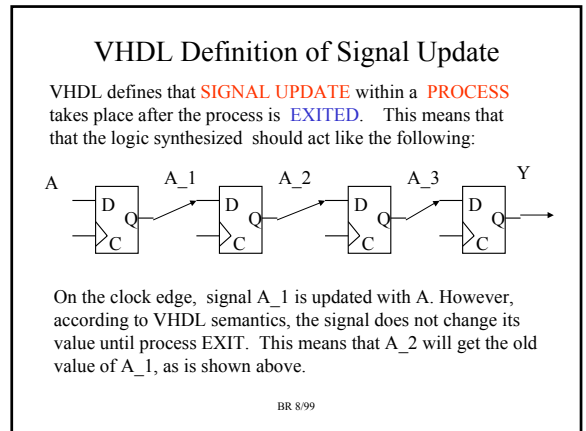 VHDL Definition of Signal Update
VHDL defines that SIGNAL UPDATE within a PROCESS
takes place after the process is EXITED. This means that
that the logic synthesized should act like the following:
A A_1 A_2 A_3 Y
D D D D
Q Q Q Q
C C C C
On the clock edge, signal A_1 is updated with A. However,
according to VHDL semantics, the signal does not change its
value until process EXIT. This means that A_2 will get the old
value of A_1, as is shown above.
BR 8/99